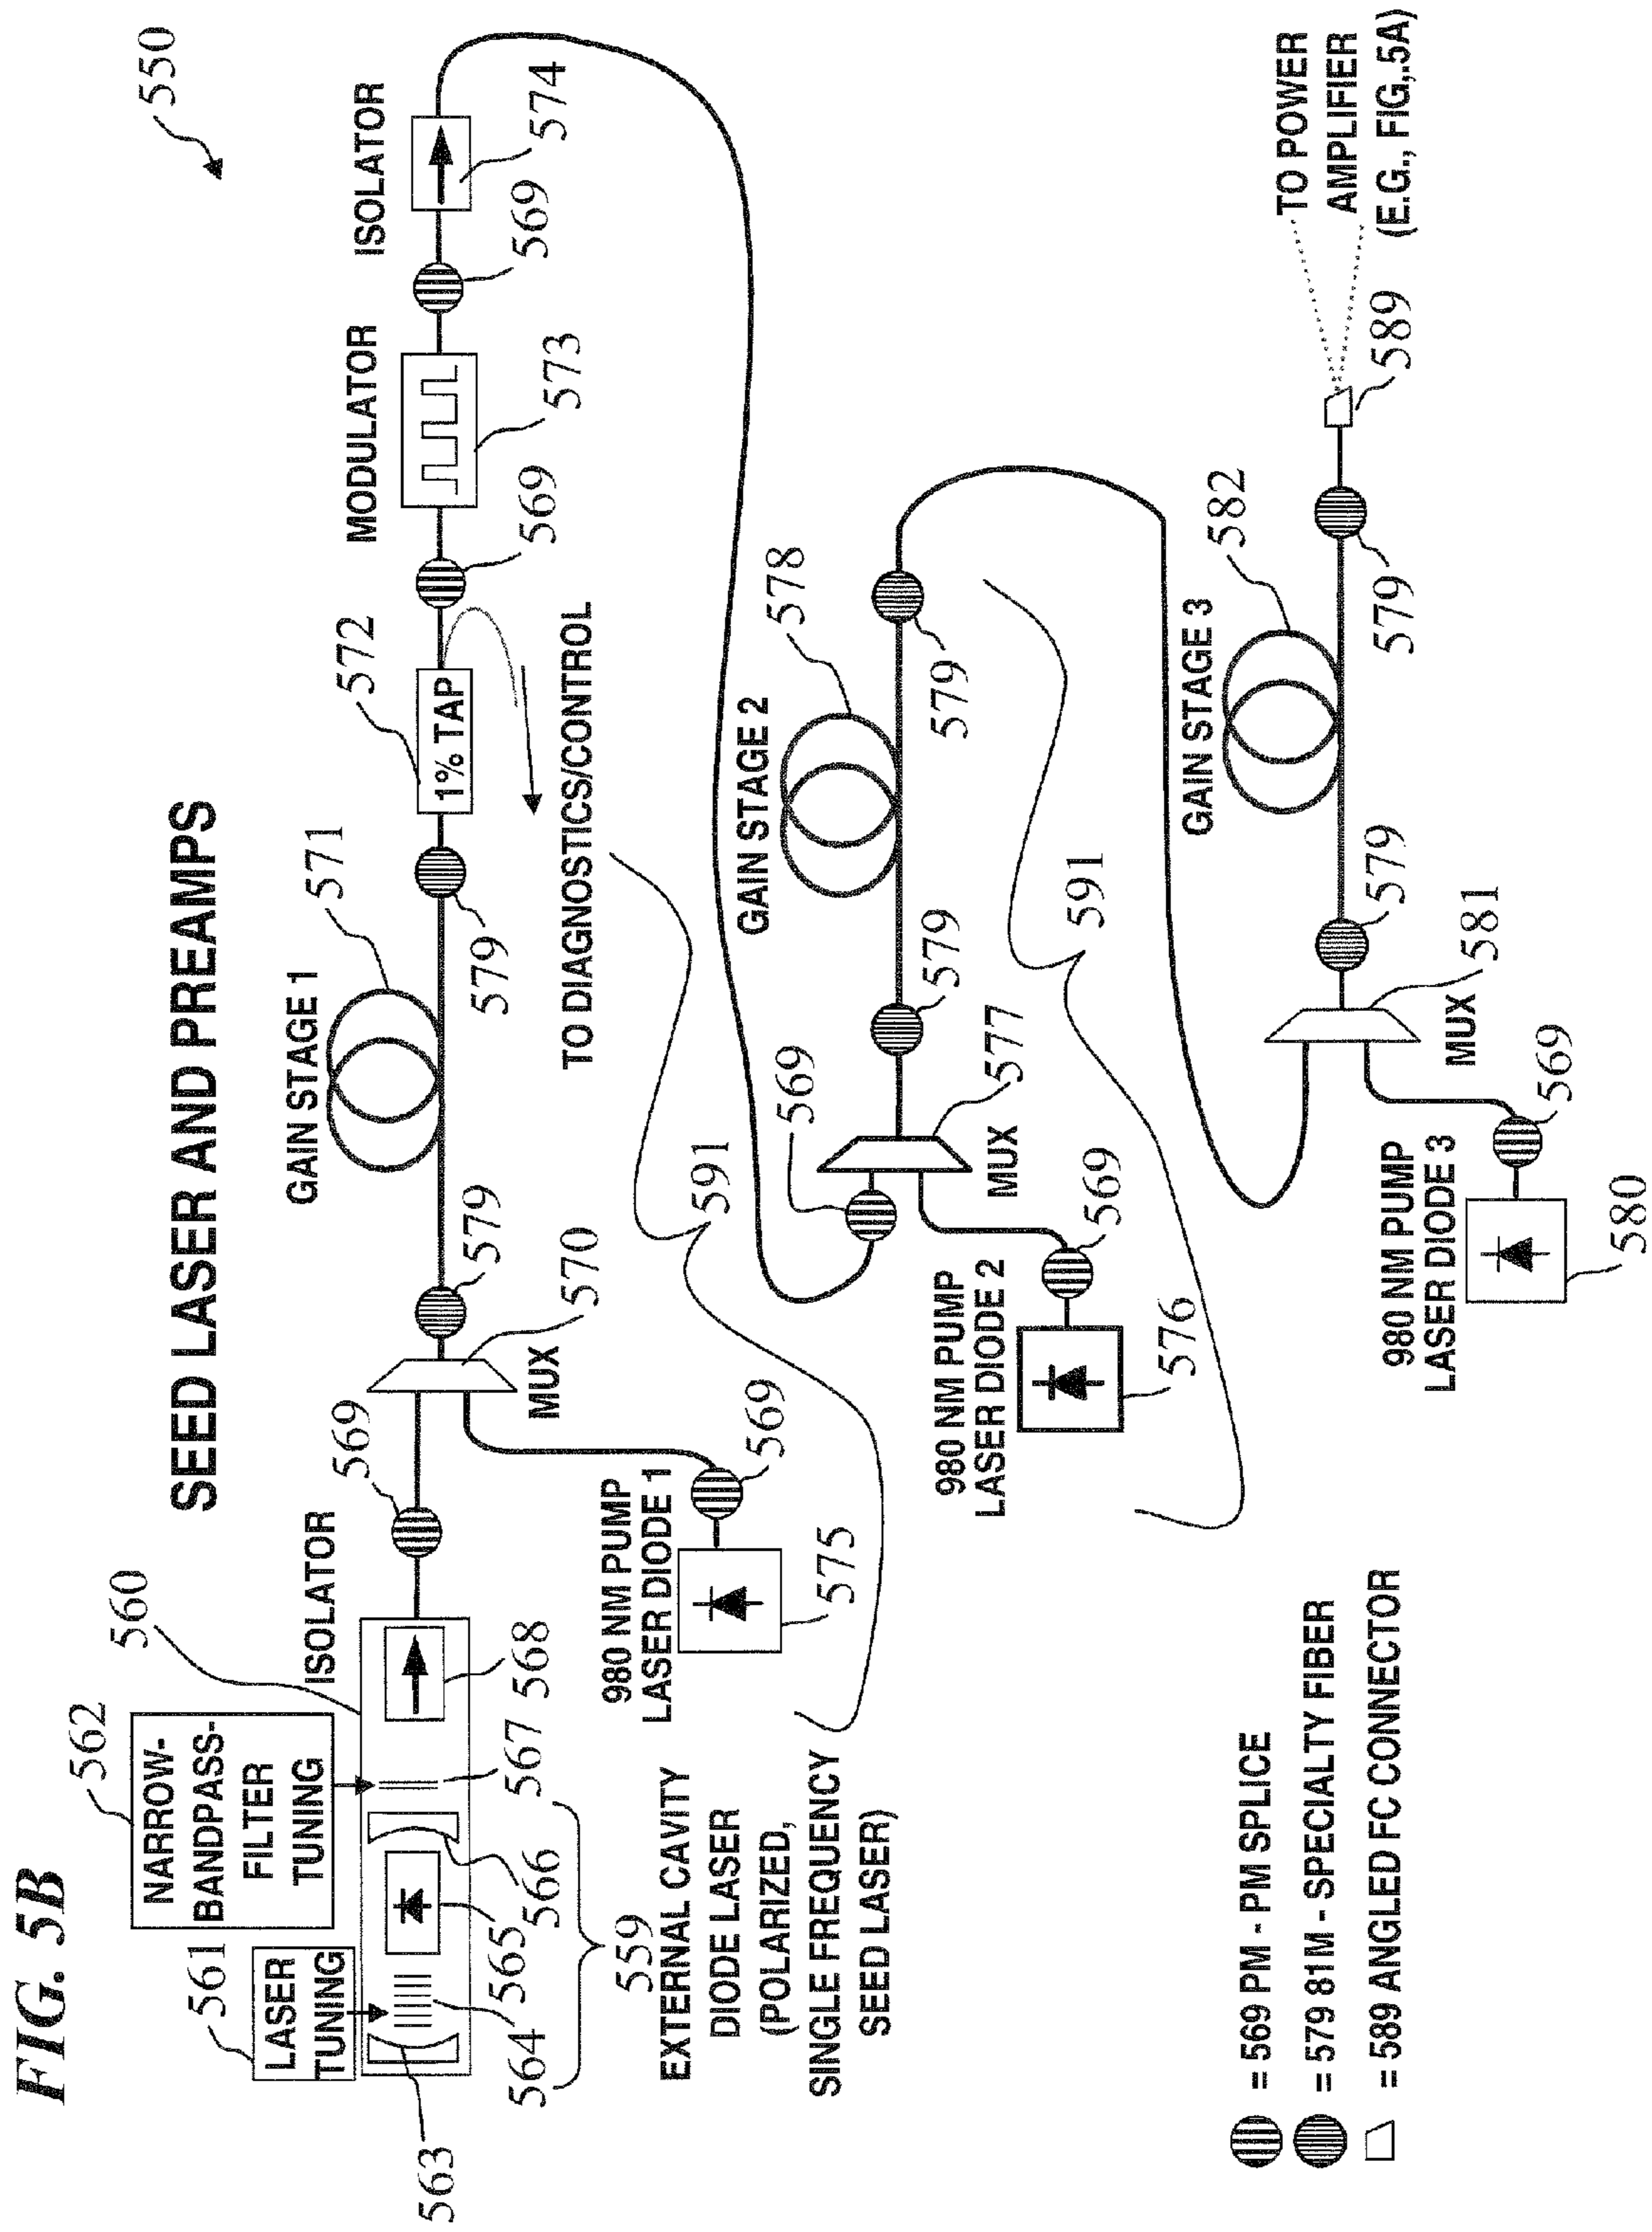 FIG. 5B
SEED LASER AND PREAMPS
550
562
NARROW-
BANDPASS-
FILTER
TUNING
561
LASER
TUNING
560
ISOLATOR
563
564
565
566
567
568
559
EXTERNAL CAVITY
DIODE LASER
(POLARIZED,
SINGLE FREQUENCY
SEED LASER)
569
570
MUX
980 NM PUMP
LASER DIODE 1
569
575
579
GAIN STAGE 1
571
579
572
1% TAP
TO DIAGNOSTICS/CONTROL
569
MODULATOR
573
569
ISOLATOR
574
591
569
577
MUX
980 NM PUMP
LASER DIODE 2
569
576
579
GAIN STAGE 2
578
579
591
581
MUX
980 NM PUMP
LASER DIODE 3
569
580
579
GAIN STAGE 3
582
579
589
TO POWER
AMPLIFIER
(E.G., FIG,.5A)
= 569 PM - PM SPLICE
= 579 81M - SPECIALTY FIBER
= 589 ANGLED FC CONNECTOR